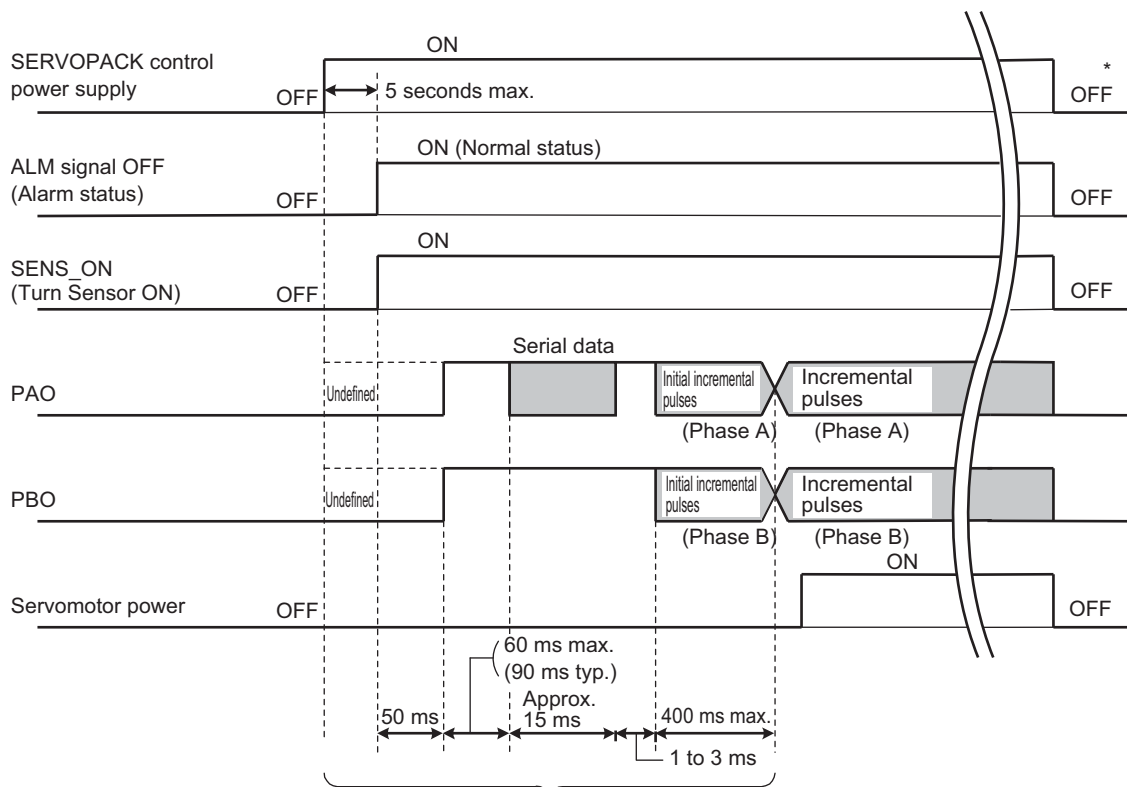 ON
*
SERVOPACK control
power supply
OFF
5 seconds max.
OFF
ALM signal OFF
(Alarm status)
ON (Normal status)
OFF
OFF
SENS_ON
(Turn Sensor ON)
ON
OFF
OFF
Serial data
PAO
Undefined
Initial incremental
pulses
Incremental
pulses
(Phase A)
(Phase A)
PBO
Undefined
Initial incremental
pulses
Incremental
pulses
(Phase B)
(Phase B)
ON
Servomotor power
OFF
OFF
60 ms max.
(90 ms typ.)
50 ms
Approx.
15 ms
400 ms max.
1 to 3 ms